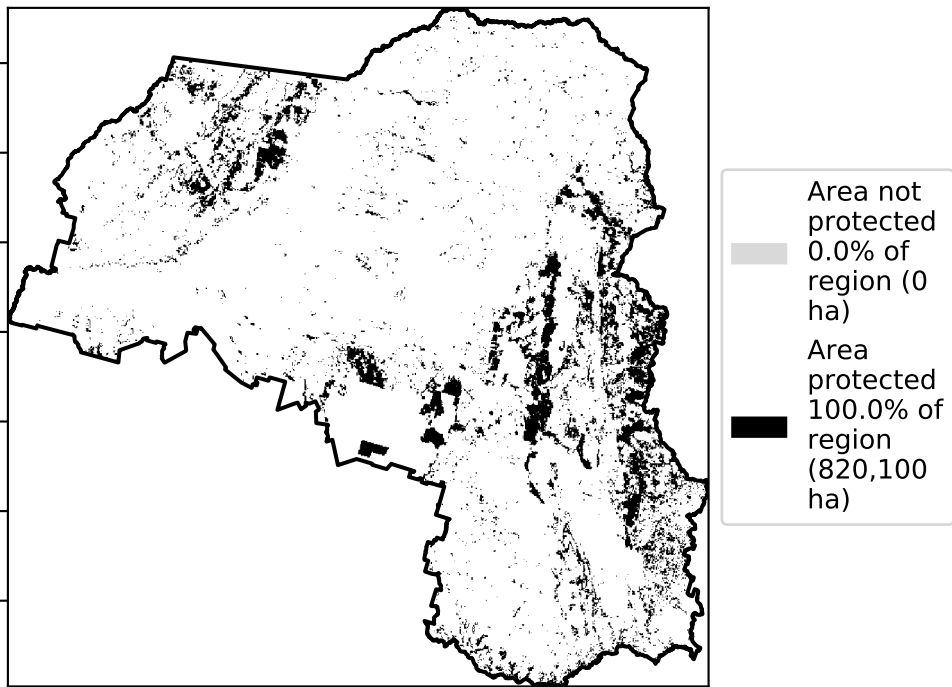 Area not
protected
0.0% of
region (0
ha)
Area
protected
100.0% of
region
(820,100
ha)